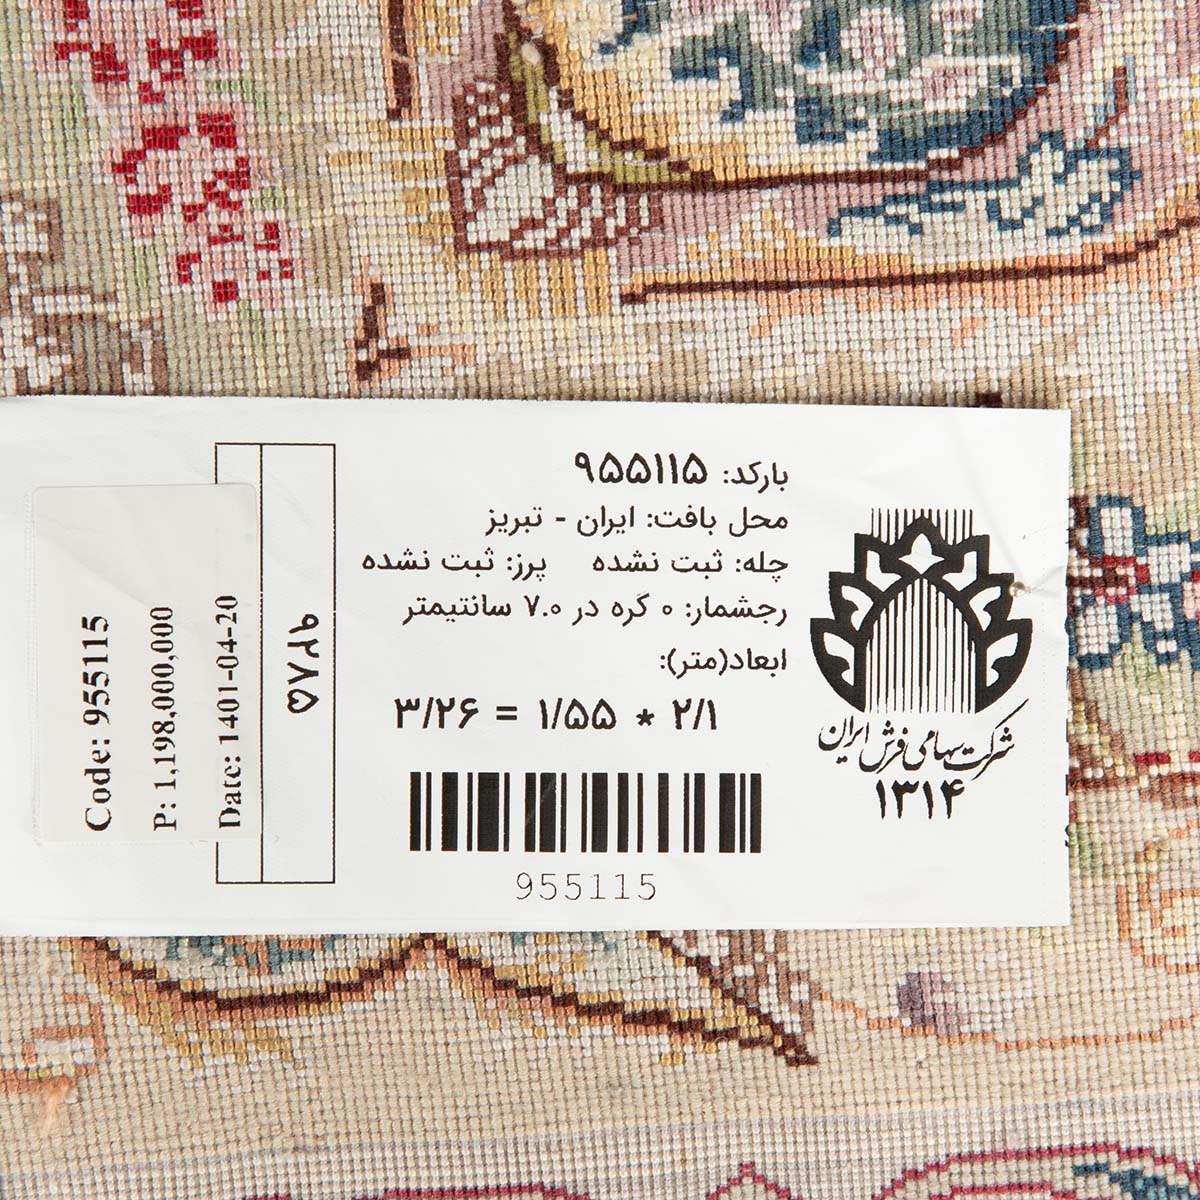 بارکد: ۹۵۵۱۱۵
محل بافت: ایران - تبریز
چله: ثبت نشده پرز: ثبت نشده
رجشمار: ۰ گره در ۷.۰ سانتیمتر
ابعاد(متر):
۲/۱ * ۱/۵۵ = ۳/۲۶
955115
شرکت سهامی فرش ایران
۱۳۱۴
۹۲۸۵
Code: 955115
P: 1,198,000,000
Date: 1401-04-20